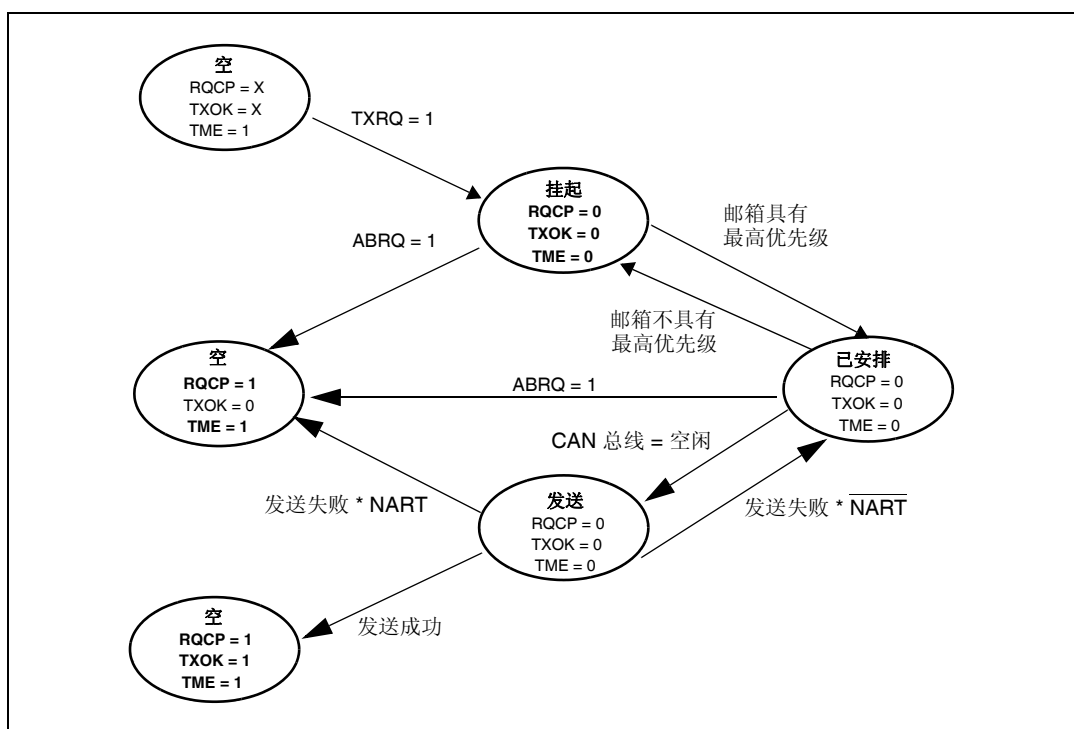 空
RQCP = X
TXOK = X
TME = 1
TXRQ = 1
挂起
RQCP = 0
TXOK = 0
TME = 0
邮箱具有
最高优先级
ABRQ = 1
邮箱不具有
最高优先级
空
RQCP = 1
TXOK = 0
TME = 1
已安排
RQCP = 0
TXOK = 0
TME = 0
ABRQ = 1
CAN 总线 = 空闲
发送失败 * NART
发送
RQCP = 0
TXOK = 0
TME = 0
发送失败 * N̅A̅R̅T̅
空
RQCP = 1
TXOK = 1
TME = 1
发送成功